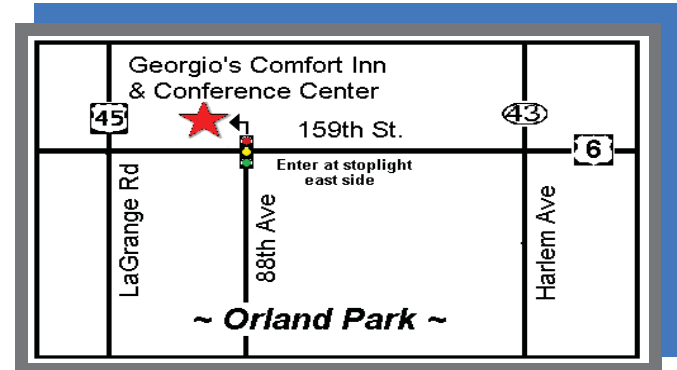 Georgio's Comfort Inn
& Conference Center
45
159th St.
43
6
Enter at stoplight
east side
LaGrange Rd
88th Ave
Harlem Ave
~ Orland Park ~